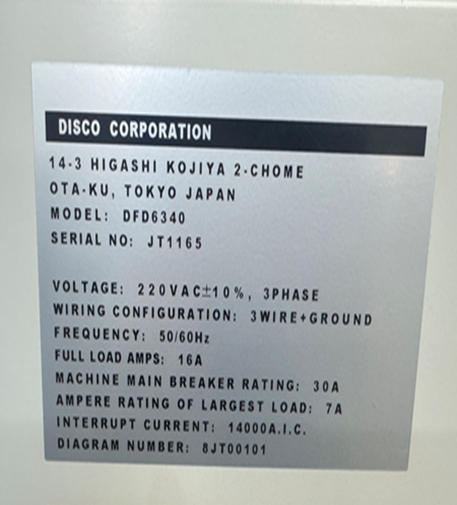 DISCO CORPORATION
14-3 HIGASHI KOJIYA 2-CHOME
OTA-KU, TOKYO JAPAN
MODEL: DFD6340
SERIAL NO: JT1165
VOLTAGE: 220VAC±10%, 3PHASE
WIRING CONFIGURATION: 3WIRE+GROUND
FREQUENCY: 50/60Hz
FULL LOAD AMPS: 16A
MACHINE MAIN BREAKER RATING: 30A
AMPERE RATING OF LARGEST LOAD: 7A
INTERRUPT CURRENT: 14000A.I.C.
DIAGRAM NUMBER: 8JT00101